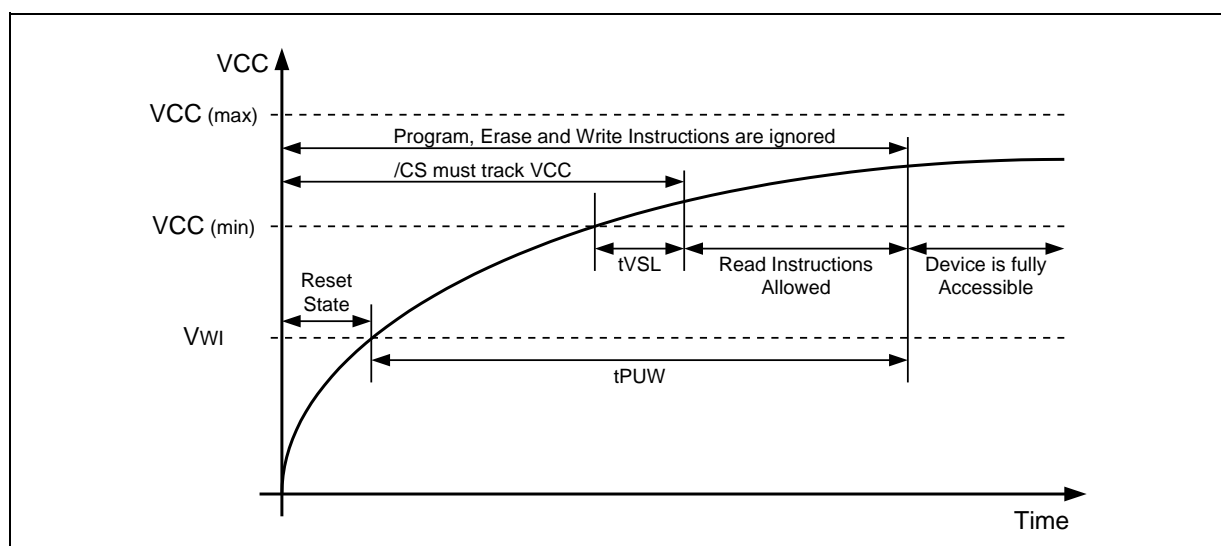 VCC
VCC (max)
Program, Erase and Write Instructions are ignored
/CS must track VCC
VCC (min)
tVSL
Read Instructions
Allowed
Device is fully
Accessible
Reset
State
VWI
tPUW
Time